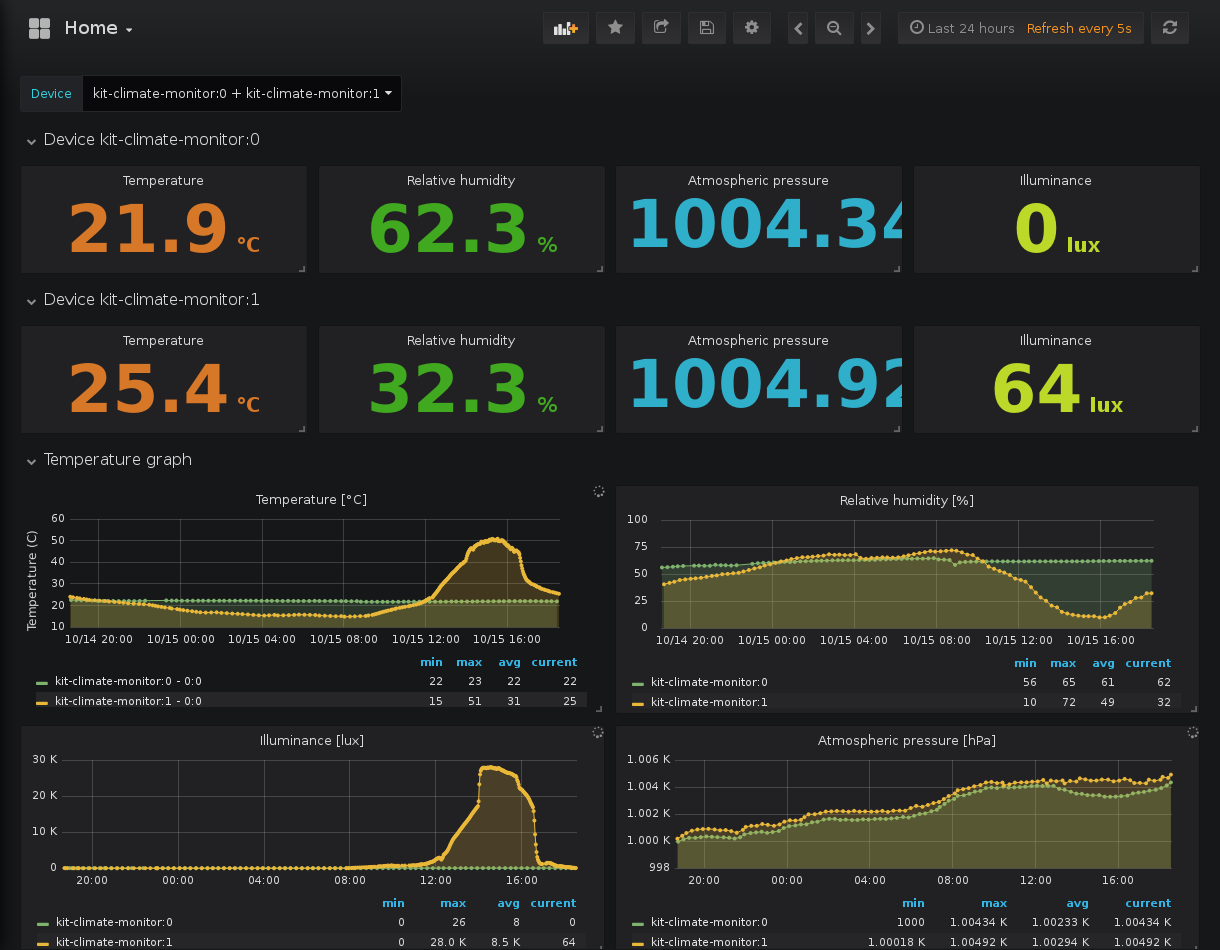 Home
Last 24 hours Refresh every 5s
Device kit-climate-monitor:0 + kit-climate-monitor:1
Device kit-climate-monitor:0
Temperature Relative humidity Atmospheric pressure Illuminance
21.9 °C 62.3 % 1004.34 0 lux
Device kit-climate-monitor:1
Temperature Relative humidity Atmospheric pressure Illuminance
25.4 °C 32.3 % 1004.92 64 lux
Temperature graph
Temperature [°C]
Temperature (C)
60
50
40
30
20
10
10/14 20:00 10/15 00:00 10/15 04:00 10/15 08:00 10/15 12:00 10/15 16:00
min max avg current
kit-climate-monitor:0 - 0:0 22 23 22 22
kit-climate-monitor:1 - 0:0 15 51 31 25
Relative humidity [%]
100
75
50
25
0
10/14 20:00 10/15 00:00 10/15 04:00 10/15 08:00 10/15 12:00 10/15 16:00
min max avg current
kit-climate-monitor:0 56 65 61 62
kit-climate-monitor:1 10 72 49 32
Illuminance [lux]
30 K
20 K
10 K
0
20:00 00:00 04:00 08:00 12:00 16:00
min max avg current
kit-climate-monitor:0 0 26 8 0
kit-climate-monitor:1 0 28.0 K 8.5 K 64
Atmospheric pressure [hPa]
1.006 K
1.004 K
1.002 K
1.000 K
998
20:00 00:00 04:00 08:00 12:00 16:00
min max avg current
kit-climate-monitor:0 1000 1.00434 K 1.00233 K 1.00434 K
kit-climate-monitor:1 1.00018 K 1.00492 K 1.00294 K 1.00492 K